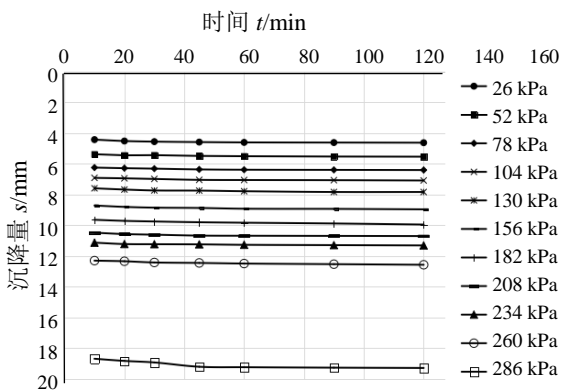 时间 t/min
0 20 40 60 80 100 120 140 160
沉降量 s/mm
0
2
4
6
8
10
12
14
16
18
20
26 kPa
52 kPa
78 kPa
104 kPa
130 kPa
156 kPa
182 kPa
208 kPa
234 kPa
260 kPa
286 kPa